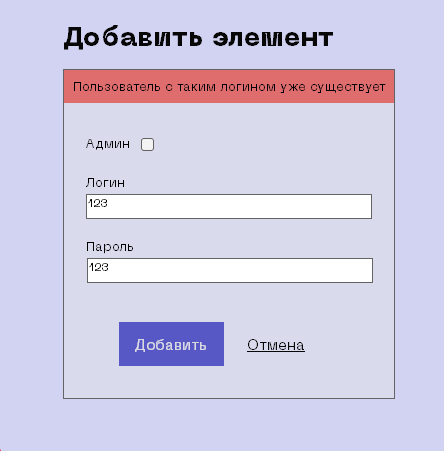 Добавить элемент
Пользователь с таким логином уже существует
Админ
Логин
123
Пароль
123
Добавить Отмена